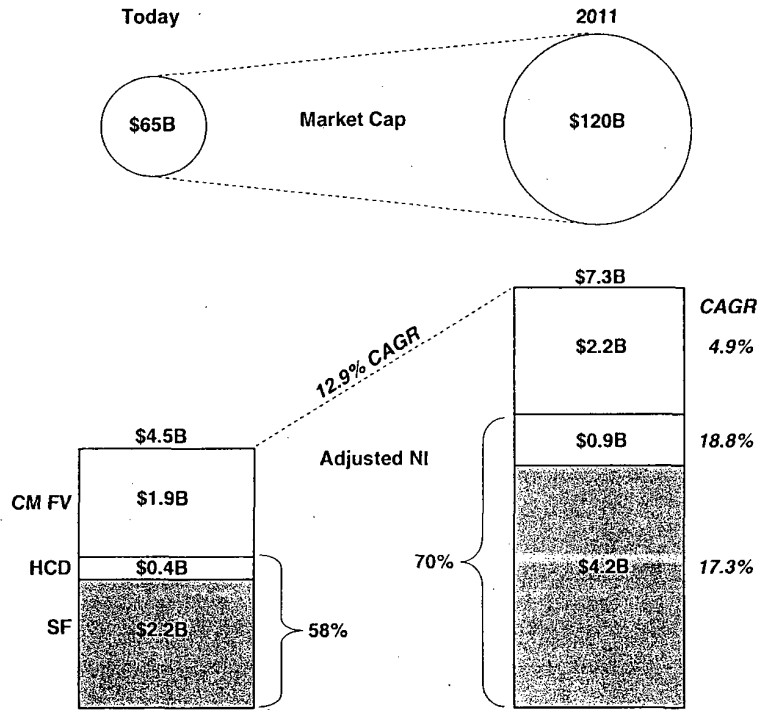 Today
2011
$65B
Market Cap
$120B
$7.3B
CAGR
$2.2B
4.9%
12.9% CAGR
$4.5B
Adjusted NI
$0.9B
18.8%
CM FV
$1.9B
HCD
$0.4B
70%
$4.2B
17.3%
SF
$2.2B
58%